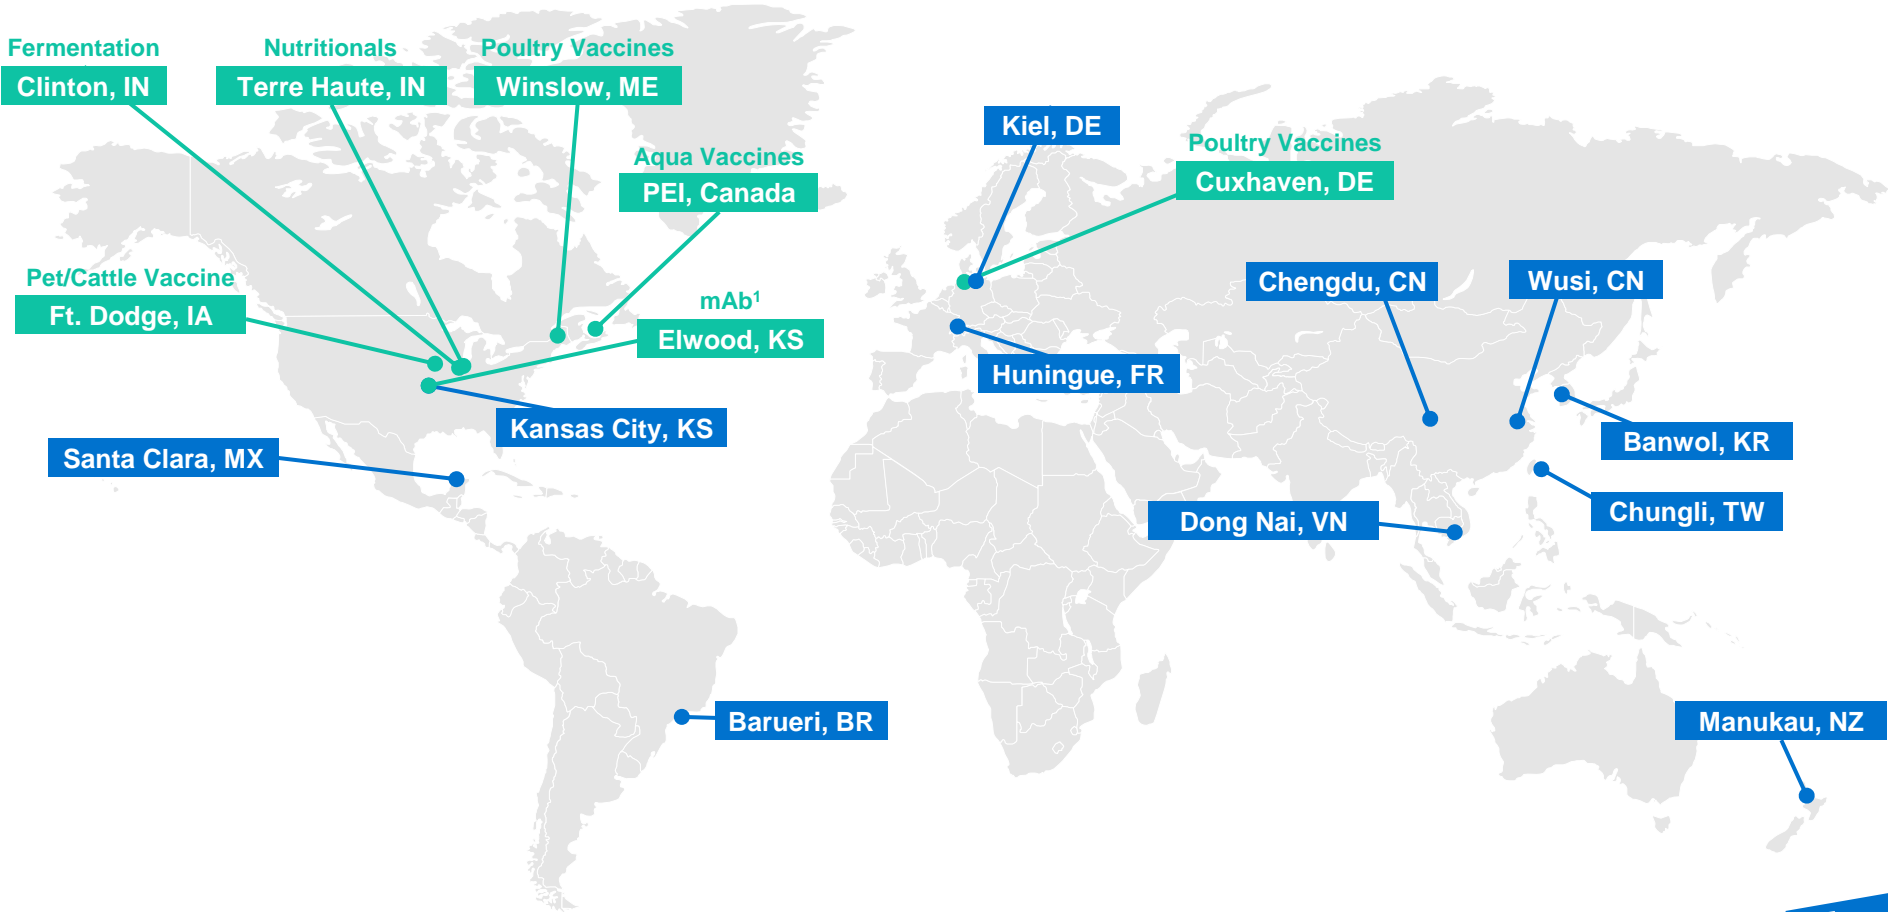 Fermentation
Clinton, IN
Nutritionals
Terre Haute, IN
Poultry Vaccines
Winslow, ME
Aqua Vaccines
PEI, Canada
Kiel, DE
Poultry Vaccines
Cuxhaven, DE
Pet/Cattle Vaccine
Ft. Dodge, IA
mAb¹
Elwood, KS
Chengdu, CN
Wusi, CN
Huningue, FR
Kansas City, KS
Santa Clara, MX
Banwol, KR
Chungli, TW
Dong Nai, VN
Barueri, BR
Manukau, NZ